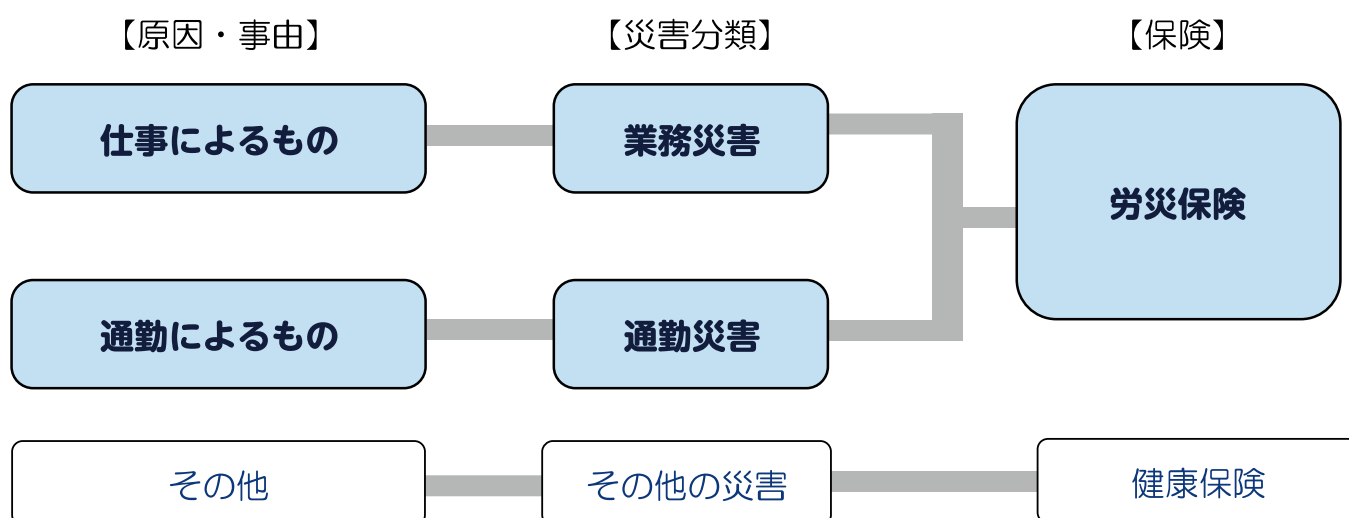 【原因・事由】
【災害分類】
【保険】
仕事によるもの
業務災害
労災保険
通勤によるもの
通勤災害
その他
その他の災害
健康保険